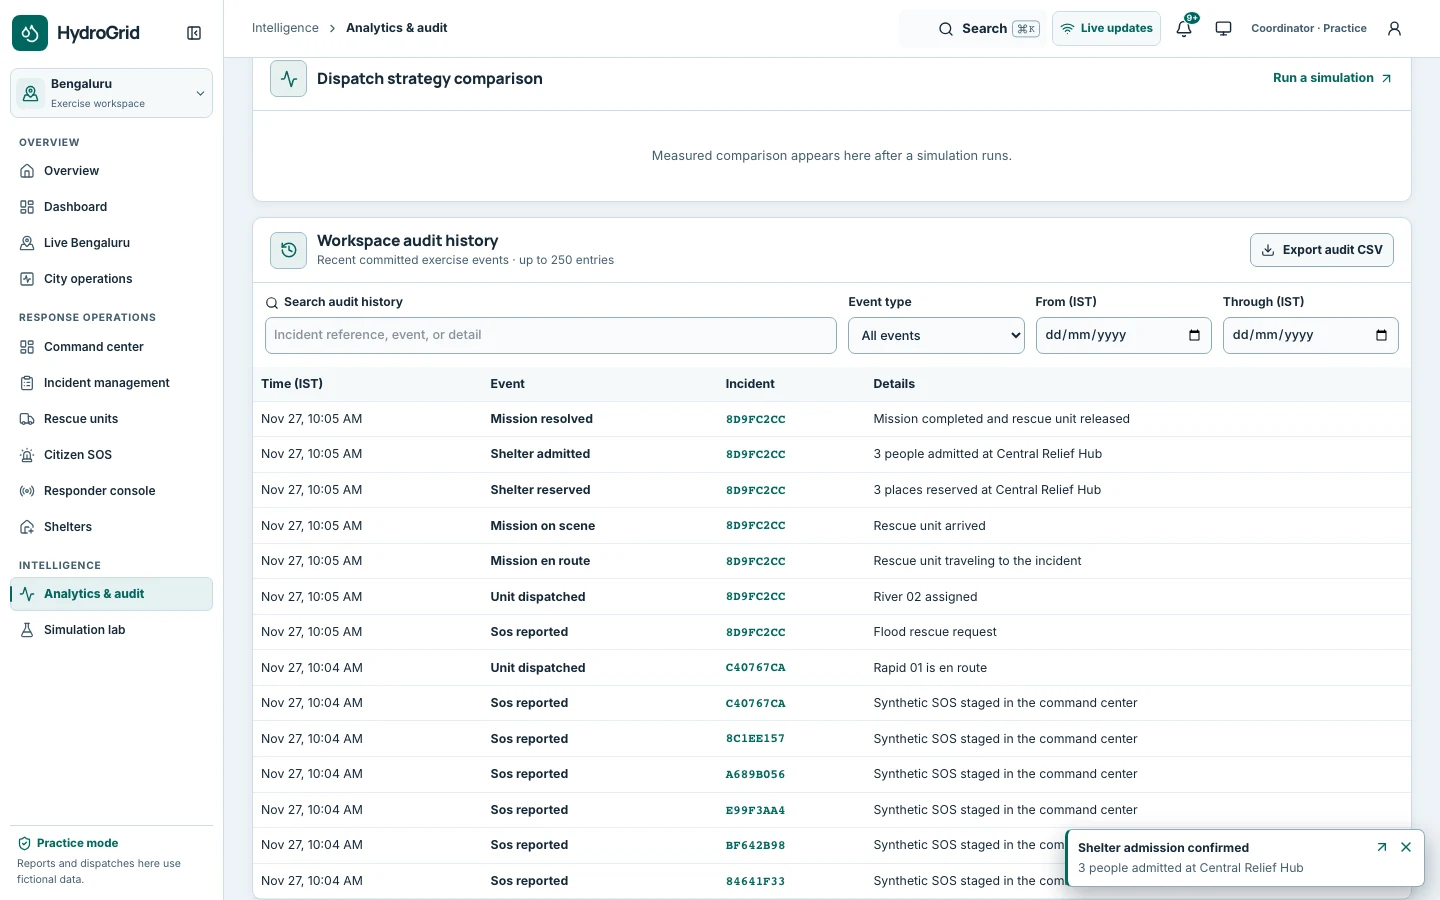 HydroGrid
Bengaluru
Exercise workspace
OVERVIEW
Overview
Dashboard
Live Bengaluru
City operations
RESPONSE OPERATIONS
Command center
Incident management
Rescue units
Citizen SOS
Responder console
Shelters
INTELLIGENCE
Analytics & audit
Simulation lab
Practice mode
Reports and dispatches here use
fictional data.
Intelligence > Analytics & audit
Search ⌘K
Live updates
9+
Coordinator · Practice
Dispatch strategy comparison
Run a simulation
Measured comparison appears here after a simulation runs.
Workspace audit history
Recent committed exercise events · up to 250 entries
Export audit CSV
Search audit history Event type From (IST) Through (IST)
Incident reference, event, or detail All events dd/mm/yyyy dd/mm/yyyy
Time (IST) Event Incident Details
Nov 27, 10:05 AM Mission resolved 8D9FC2CC Mission completed and rescue unit released
Nov 27, 10:05 AM Shelter admitted 8D9FC2CC 3 people admitted at Central Relief Hub
Nov 27, 10:05 AM Shelter reserved 8D9FC2CC 3 places reserved at Central Relief Hub
Nov 27, 10:05 AM Mission on scene 8D9FC2CC Rescue unit arrived
Nov 27, 10:05 AM Mission en route 8D9FC2CC Rescue unit traveling to the incident
Nov 27, 10:05 AM Unit dispatched 8D9FC2CC River 02 assigned
Nov 27, 10:05 AM Sos reported 8D9FC2CC Flood rescue request
Nov 27, 10:04 AM Unit dispatched C40767CA Rapid 01 is en route
Nov 27, 10:04 AM Sos reported C40767CA Synthetic SOS staged in the command center
Nov 27, 10:04 AM Sos reported 8C1EE157 Synthetic SOS staged in the command center
Nov 27, 10:04 AM Sos reported A689B056 Synthetic SOS staged in the command center
Nov 27, 10:04 AM Sos reported E99F3AA4 Synthetic SOS staged in the command center
Nov 27, 10:04 AM Sos reported BF642B98 Synthetic SOS staged in the com
Nov 27, 10:04 AM Sos reported 84641F33 Synthetic SOS staged in the com
Shelter admission confirmed
3 people admitted at Central Relief Hub